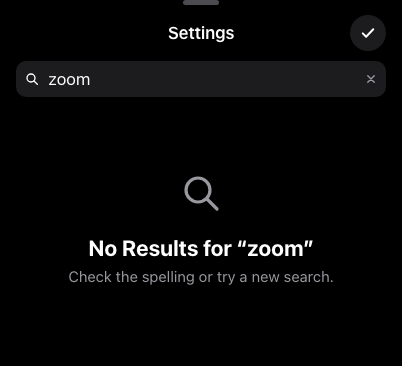 Settings
zoom
No Results for “zoom”
Check the spelling or try a new search.